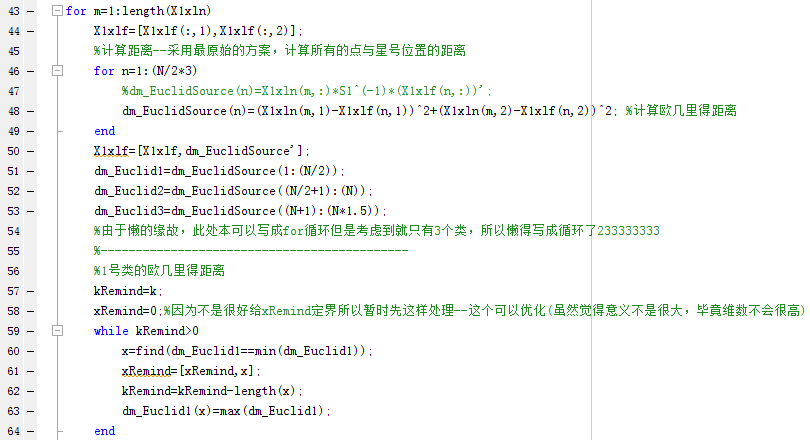 43 for m=1:length(X1xln)
44 X1xlf=[X1xlf(:,1),X1xlf(:,2)];
45 %计算距离--采用最原始的方案，计算所有的点与星号位置的距离
46 for n=1:(N/2*3)
47 %dm_EuclidSource(n)=X1xln(m,:)*S1^(-1)*(X1xlf(n,:))';
48 dm_EuclidSource(n)=(X1xln(m,1)-X1xlf(n,1))^2+(X1xln(m,2)-X1xlf(n,2))^2; %计算欧几里得距离
49 end
50 X1xlf=[X1xlf,dm_EuclidSource'];
51 dm_Euclid1=dm_EuclidSource(1:(N/2));
52 dm_Euclid2=dm_EuclidSource((N/2+1):(N));
53 dm_Euclid3=dm_EuclidSource((N+1):(N*1.5));
54 %由于懒的缘故，此处本可以写成for循环但是考虑到就只有3个类，所以懒得写成循环了233333333
55 %--------------------------------------------
56 %1号类的欧几里得距离
57 kRemind=k;
58 xRemind=0;%因为不是很好给xRemind定界所以暂时先这样处理--这个可以优化(虽然觉得意义不是很大，毕竟维数不会很高)
59 while kRemind>0
60 x=find(dm_Euclid1==min(dm_Euclid1));
61 xRemind=[xRemind,x];
62 kRemind=kRemind-length(x);
63 dm_Euclid1(x)=max(dm_Euclid1);
64 end